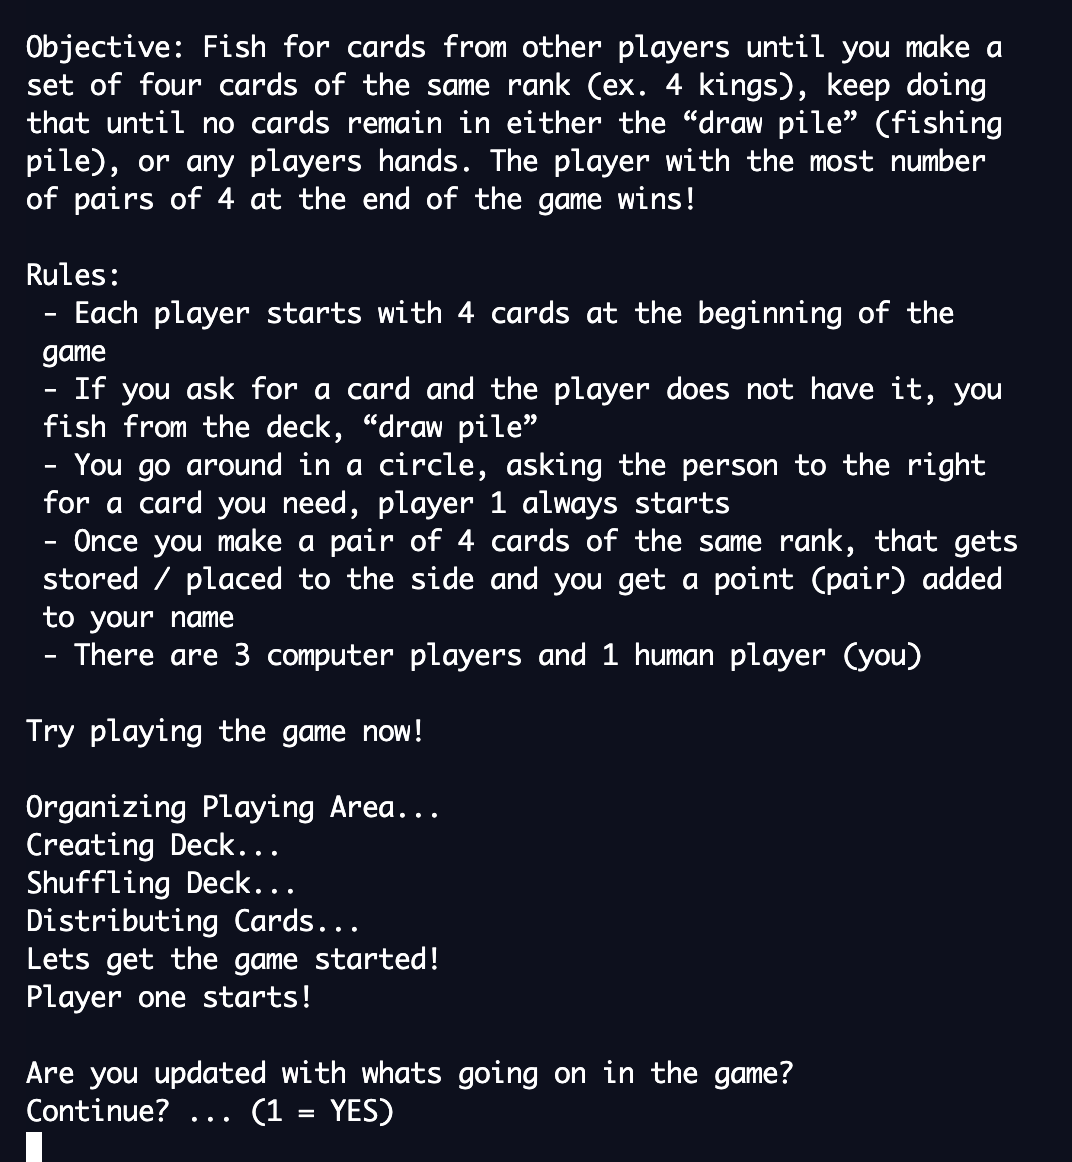 Objective: Fish for cards from other players until you make a
set of four cards of the same rank (ex. 4 kings), keep doing
that until no cards remain in either the “draw pile” (fishing
pile), or any players hands. The player with the most number
of pairs of 4 at the end of the game wins!

Rules:
- Each player starts with 4 cards at the beginning of the
game
- If you ask for a card and the player does not have it, you
fish from the deck, “draw pile”
- You go around in a circle, asking the person to the right
for a card you need, player 1 always starts
- Once you make a pair of 4 cards of the same rank, that gets
stored / placed to the side and you get a point (pair) added
to your name
- There are 3 computer players and 1 human player (you)

Try playing the game now!

Organizing Playing Area...
Creating Deck...
Shuffling Deck...
Distributing Cards...
Lets get the game started!
Player one starts!

Are you updated with whats going on in the game?
Continue? ... (1 = YES)